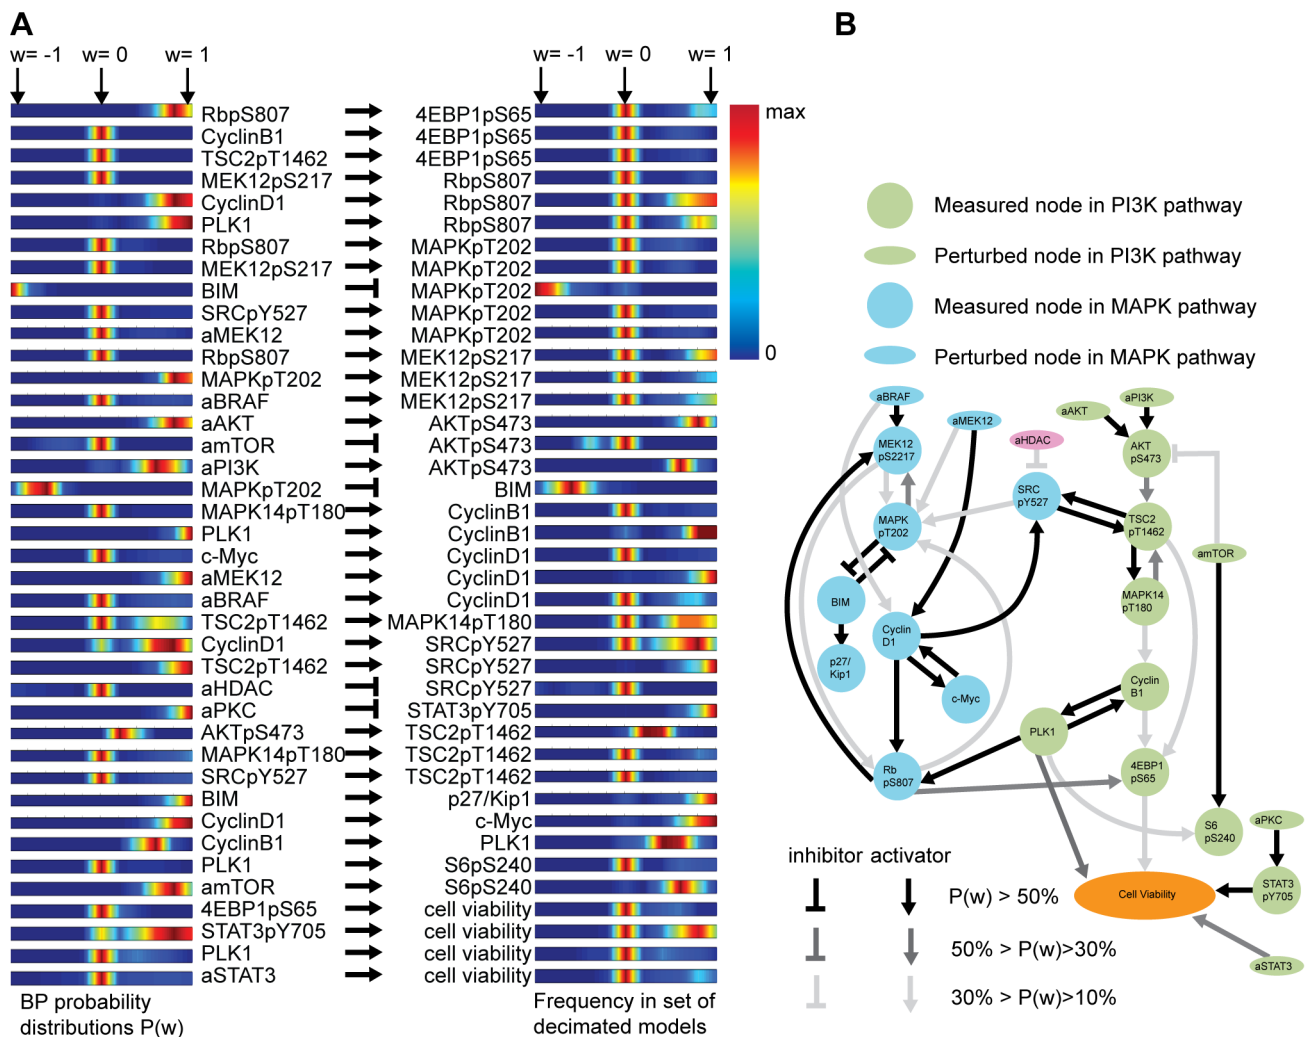 A
B
w= -1 w= 0 w= 1
w= -1 w= 0 w= 1
RbpS807 4EBP1pS65
CyclinB1 4EBP1pS65
TSC2pT1462 4EBP1pS65
MEK12pS217 RbpS807
CyclinD1 RbpS807
PLK1 RbpS807
RbpS807 MAPKpT202
MEK12pS217 MAPKpT202
BIM MAPKpT202
SRCpY527 MAPKpT202
aMEK12 MAPKpT202
RbpS807 MEK12pS217
MAPKpT202 MEK12pS217
aBRAF MEK12pS217
aAKT AKTpS473
amTOR AKTpS473
aPI3K AKTpS473
MAPKpT202 BIM
MAPK14pT180 CyclinB1
PLK1 CyclinB1
c-Myc CyclinD1
aMEK12 CyclinD1
aBRAF CyclinD1
TSC2pT1462 MAPK14pT180
CyclinD1 SRCpY527
TSC2pT1462 SRCpY527
aHDAC SRCpY527
aPKC STAT3pY705
AKTpS473 TSC2pT1462
MAPK14pT180 TSC2pT1462
SRCpY527 TSC2pT1462
BIM p27/Kip1
CyclinD1 c-Myc
CyclinB1 PLK1
PLK1 S6pS240
amTOR S6pS240
4EBP1pS65 cell viability
STAT3pY705 cell viability
PLK1 cell viability
aSTAT3 cell viability
BP probability
distributions P(w)
Frequency in set of
decimated models
max
0
Measured node in PI3K pathway
Perturbed node in PI3K pathway
Measured node in MAPK pathway
Perturbed node in MAPK pathway
aBRAF
aMEK12
aHDAC
aAKT
aPI3K
MEK12
pS2217
AKT
pS473
SRC
pY527
MAPK
pT202
TSC2
pT1462
amTOR
BIM
MAPK14
pT180
Cyclin
D1
p27/
Kip1
c-Myc
Cyclin
B1
PLK1
Rb
pS807
4EBP1
pS65
S6
pS240
aPKC
STAT3
pY705
Cell Viability
aSTAT3
inhibitor activator
P(w) > 50%
50% > P(w)>30%
30% > P(w)>10%